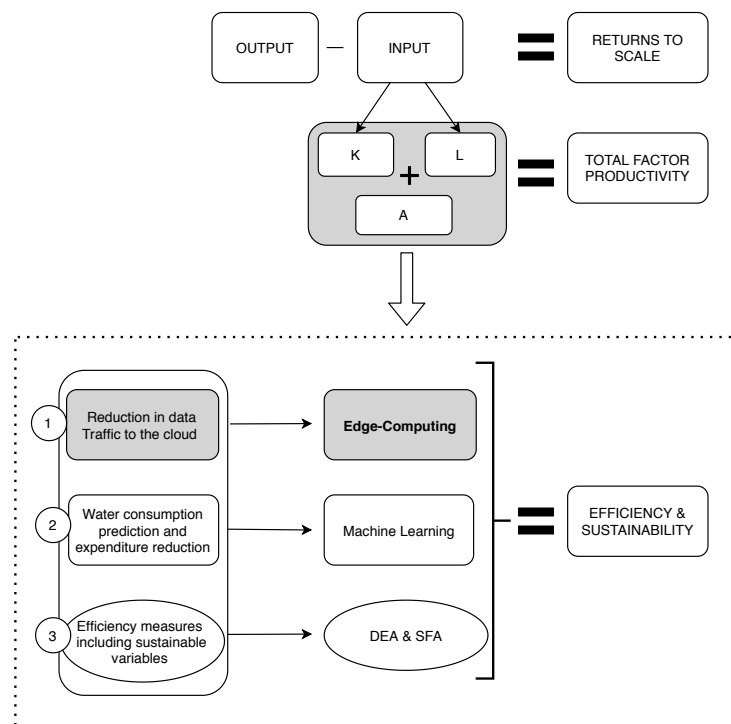 OUTPUT
INPUT
RETURNS TO
SCALE
K
L
+
A
TOTAL FACTOR
PRODUCTIVITY
1
Reduction in data
Traffic to the cloud
Edge-Computing
2
Water consumption
prediction and
expenditure reduction
Machine Learning
EFFICIENCY &
SUSTAINABILITY
3
Efficiency measures
including sustainable
variables
DEA & SFA